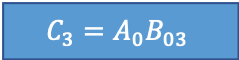 C₃ = A₀B₀₃